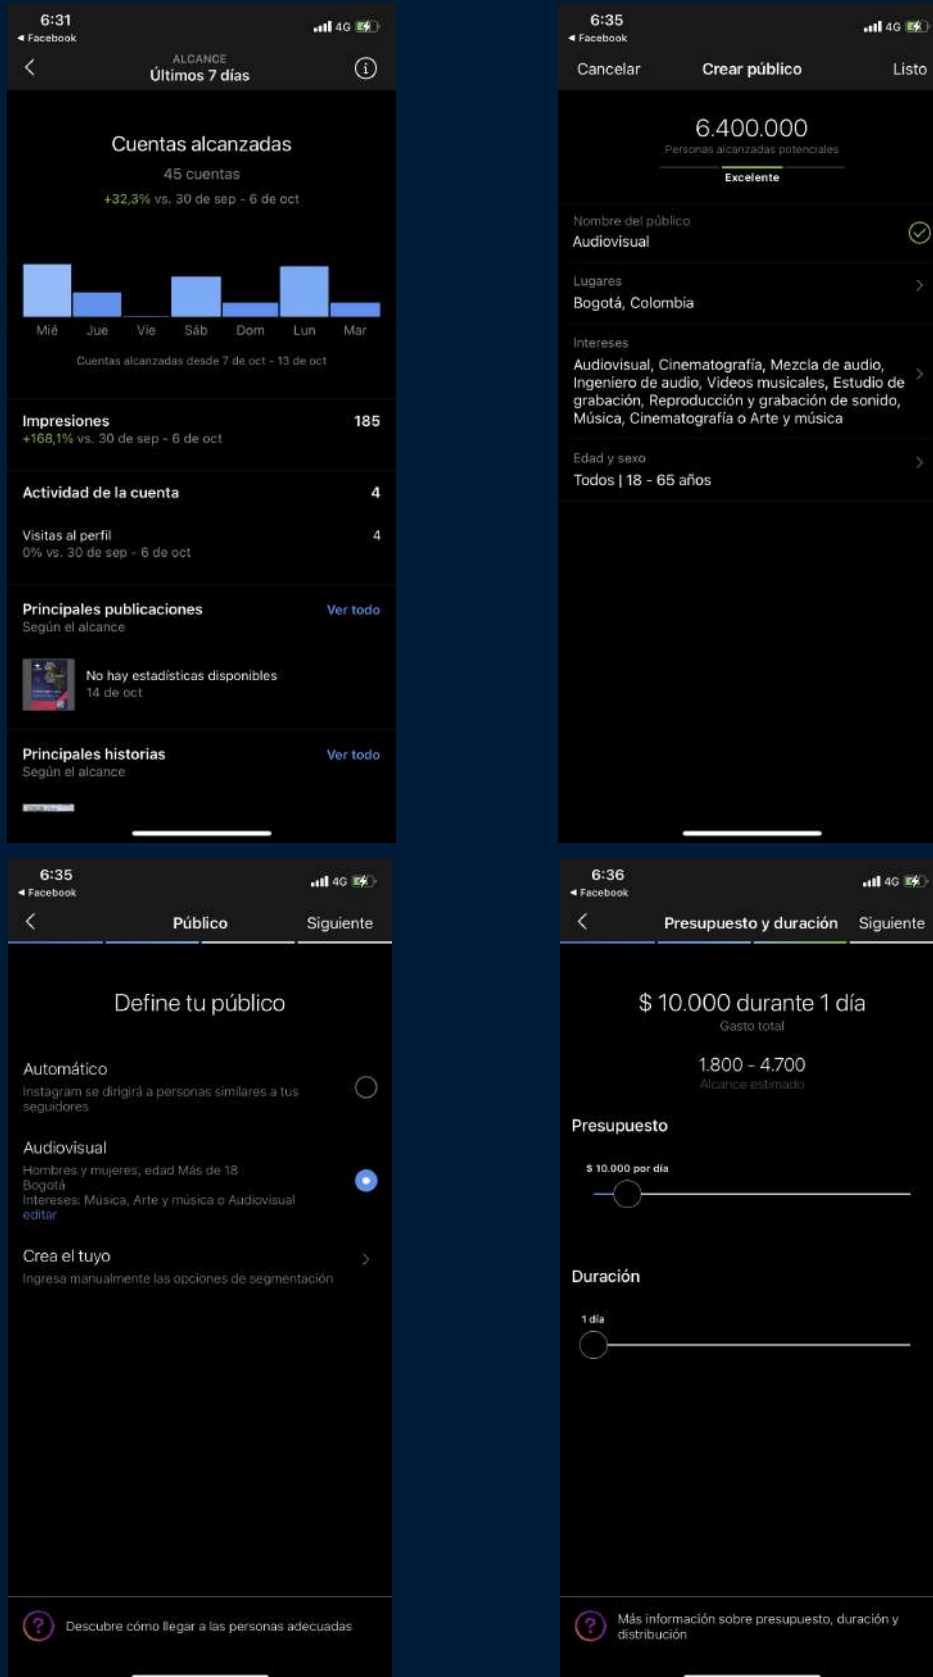 6:31
4G
◄ Facebook
ALCANCE
Últimos 7 días
Cuentas alcanzadas
45 cuentas
+32,3% vs. 30 de sep - 6 de oct
Mié Jue Vie Sáb Dom Lun Mar
Cuentas alcanzadas desde 7 de oct - 13 de oct
Impresiones 185
+168,1% vs. 30 de sep - 6 de oct
Actividad de la cuenta 4
Visitas al perfil 4
0% vs. 30 de sep - 6 de oct
Principales publicaciones Ver todo
Según el alcance
No hay estadísticas disponibles
14 de oct
Principales historias Ver todo
Según el alcance
6:35
4G
◄ Facebook
Cancelar Crear público Listo
6.400.000
Personas alcanzadas potenciales
Excelente
Nombre del público
Audiovisual
Lugares
Bogotá, Colombia
Intereses
Audiovisual, Cinematografía, Mezcla de audio,
Ingeniero de audio, Videos musicales, Estudio de
grabación, Reproducción y grabación de sonido,
Música, Cinematografía o Arte y música
Edad y sexo
Todos | 18 - 65 años
6:35
4G
◄ Facebook
Público Siguiente
Define tu público
Automático
Instagram se dirigirá a personas similares a tus
seguidores
Audiovisual
Hombres y mujeres, edad Más de 18
Bogotá
Intereses: Música, Arte y música o Audiovisual
editar
Crea el tuyo
Ingresa manualmente las opciones de segmentación
Descubre cómo llegar a las personas adecuadas
6:36
4G
◄ Facebook
Presupuesto y duración Siguiente
$ 10.000 durante 1 día
Gasto total
1.800 - 4.700
Alcance estimado
Presupuesto
$ 10.000 por día
Duración
1 día
Más información sobre presupuesto, duración y
distribución